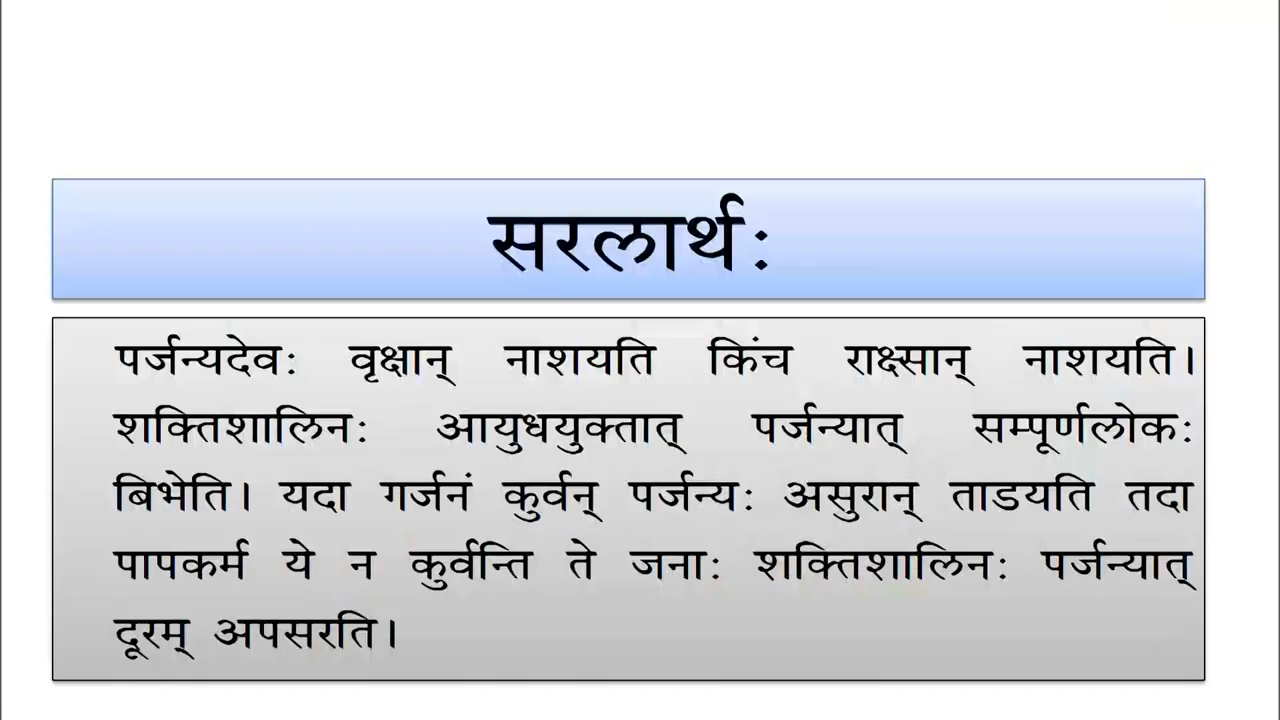 सरलार्थः
पर्जन्यदेवः वृक्षान् नाशयति किंच राक्ष्सान् नाशयति।
शक्तिशालिनः आयुधयुक्तात् पर्जन्यात् सम्पूर्णलोकः
बिभेति। यदा गर्जनं कुर्वन् पर्जन्यः असुरान् ताडयति तदा
पापकर्म ये न कुर्वन्ति ते जनाः शक्तिशालिनः पर्जन्यात्
दूरम् अपसरति।